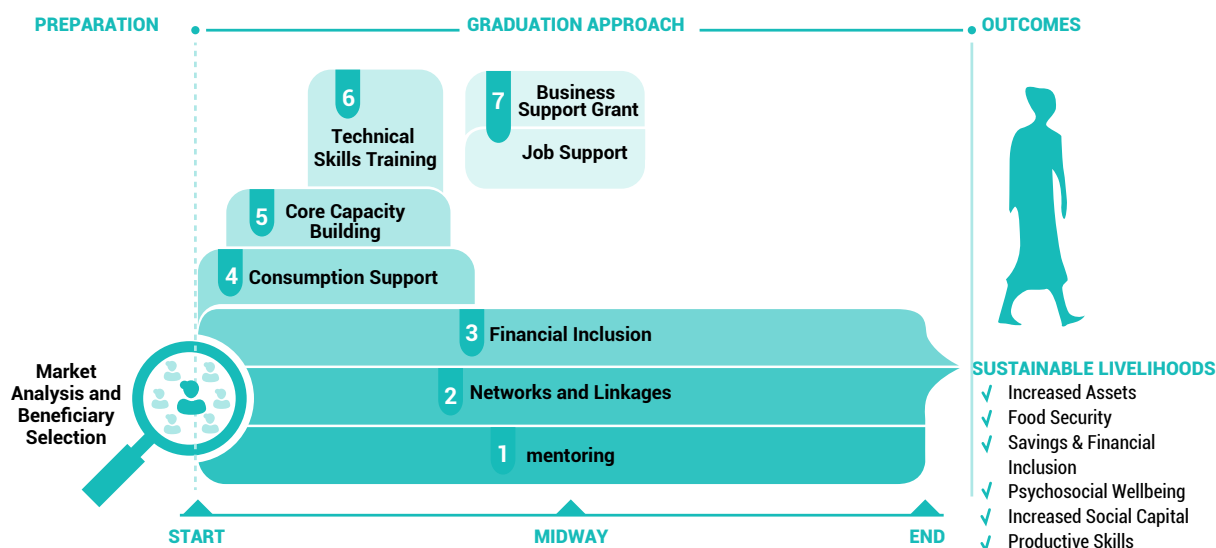 PREPARATION
GRADUATION APPROACH
OUTCOMES
6
Technical
Skills Training
7
Business
Support Grant
Job Support
5
Core Capacity
Building
4
Consumption Support
3
Financial Inclusion
2
Networks and Linkages
1
mentoring
Market
Analysis and
Beneficiary
Selection
START
MIDWAY
END
SUSTAINABLE LIVELIHOODS
√ Increased Assets
√ Food Security
√ Savings & Financial
Inclusion
√ Psychosocial Wellbeing
√ Increased Social Capital
√ Productive Skills